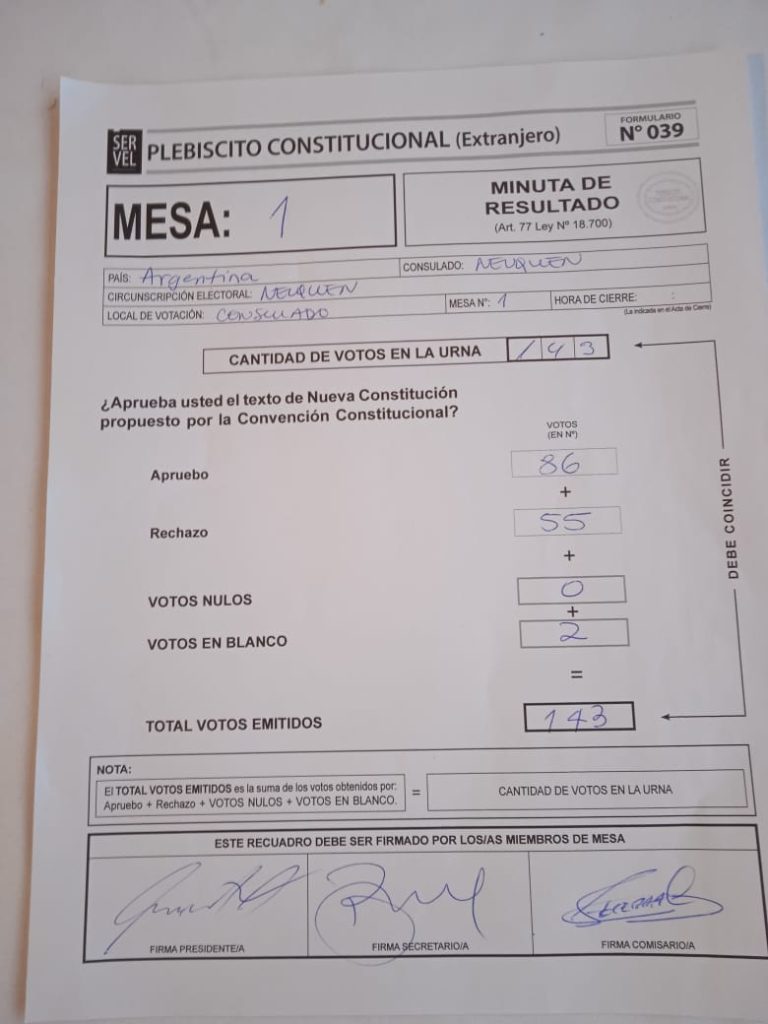 SERVEL PLEBISCITO CONSTITUCIONAL (Extranjero)
FORMULARIO
Nº 039
MESA: 1
MINUTA DE
RESULTADO
(Art. 77 Ley Nº 18.700)
PAÍS: Argentina CONSULADO: NEUQUEN
CIRCUNSCRIPCIÓN ELECTORAL: NEUQUEN
LOCAL DE VOTACIÓN: CONSULADO MESA Nº: 1 HORA DE CIERRE: :
(La indicada en el Acta de Cierre)
CANTIDAD DE VOTOS EN LA URNA 1 4 3
¿Aprueba usted el texto de Nueva Constitución
propuesto por la Convención Constitucional?
VOTOS
(EN Nº)
Apruebo 86
+
Rechazo 55
+
VOTOS NULOS 0
+
VOTOS EN BLANCO 2
=
TOTAL VOTOS EMITIDOS 143
DEBE COINCIDIR
NOTA:
El TOTAL VOTOS EMITIDOS es la suma de los votos obtenidos por:
Apruebo + Rechazo + VOTOS NULOS + VOTOS EN BLANCO.
= CANTIDAD DE VOTOS EN LA URNA
ESTE RECUADRO DEBE SER FIRMADO POR LOS/AS MIEMBROS DE MESA
FIRMA PRESIDENTE/A FIRMA SECRETARIO/A FIRMA COMISARIO/A